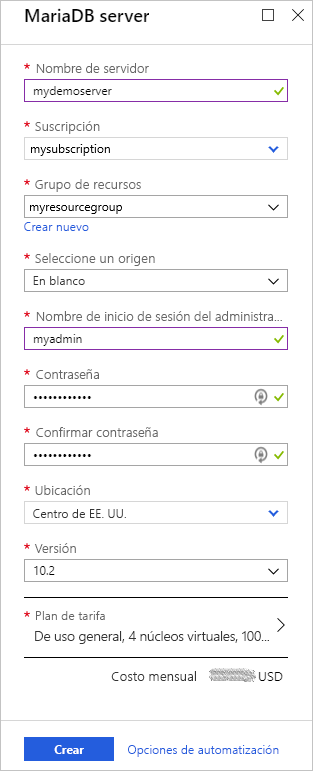 MariaDB server
* Nombre de servidor
mydemoserver
* Suscripción
mysubscription
* Grupo de recursos
myresourcegroup
Crear nuevo
* Seleccione un origen
En blanco
* Nombre de inicio de sesión del administra...
myadmin
* Contraseña
••••••••••••
* Confirmar contraseña
••••••••••••
* Ubicación
Centro de EE. UU.
* Versión
10.2
* Plan de tarifa
De uso general, 4 núcleos virtuales, 100...
Costo mensual USD
Crear Opciones de automatización